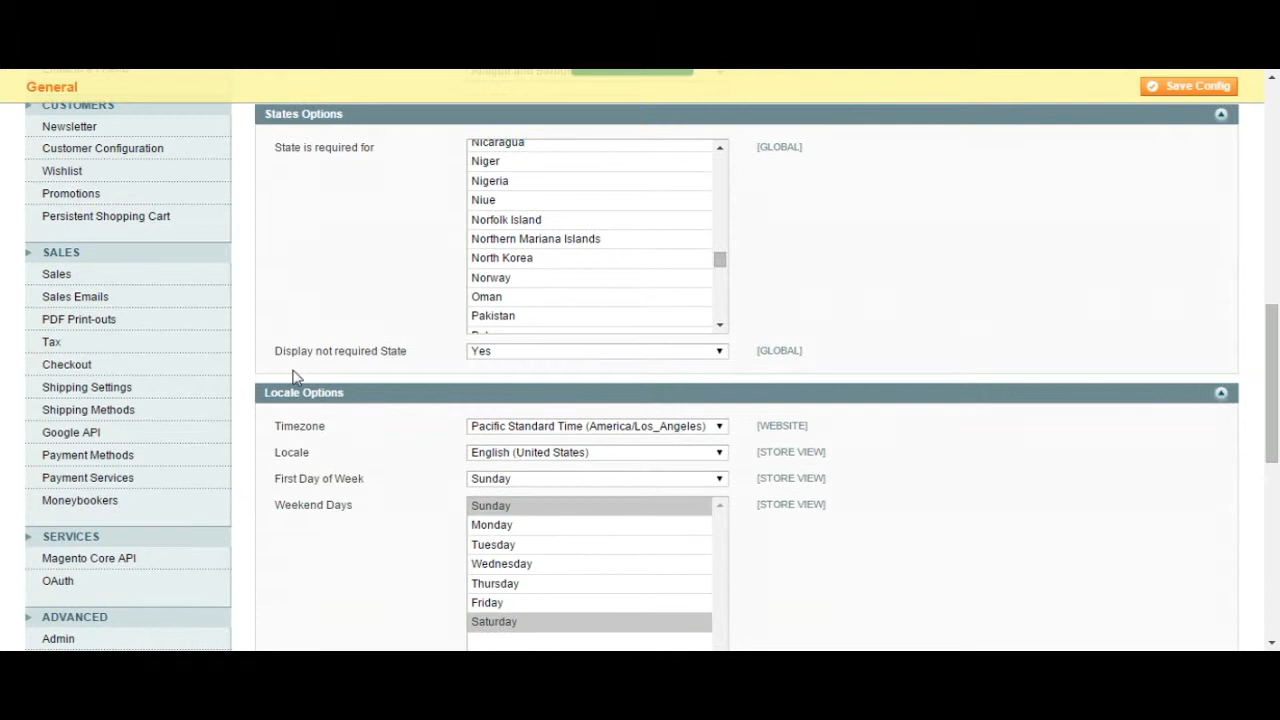 General
Save Config
CUSTOMERS
Newsletter
Customer Configuration
Wishlist
Promotions
Persistent Shopping Cart
SALES
Sales
Sales Emails
PDF Print-outs
Tax
Checkout
Shipping Settings
Shipping Methods
Google API
Payment Methods
Payment Services
Moneybookers
SERVICES
Magento Core API
OAuth
ADVANCED
Admin
States Options
State is required for
[GLOBAL]
Nicaragua
Niger
Nigeria
Niue
Norfolk Island
Northern Mariana Islands
North Korea
Norway
Oman
Pakistan
Display not required State
Yes
[GLOBAL]
Locale Options
Timezone
Pacific Standard Time (America/Los_Angeles)
[WEBSITE]
Locale
English (United States)
[STORE VIEW]
First Day of Week
Sunday
[STORE VIEW]
Weekend Days
[STORE VIEW]
Sunday
Monday
Tuesday
Wednesday
Thursday
Friday
Saturday